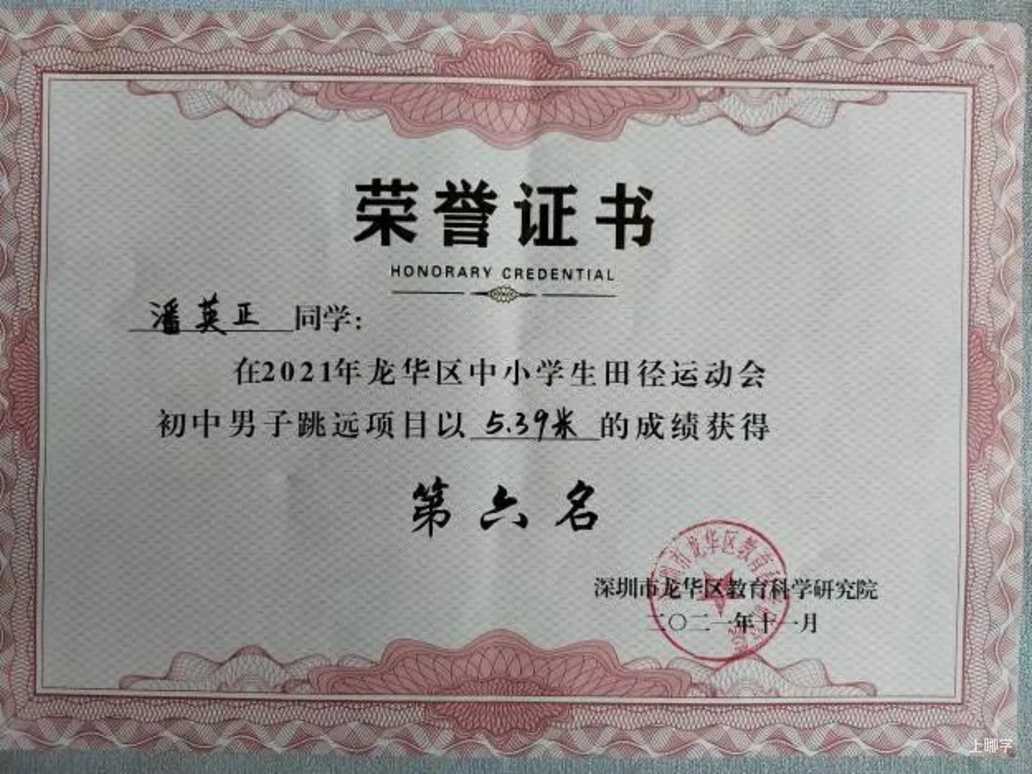 荣誉证书
HONORARY CREDENTIAL
潘英正同学：
在2021年龙华区中小学生田径运动会
初中男子跳远项目以5.39米的成绩获得
第六名
深圳市龙华区教育科学研究院
二〇二一年十一月
上哪学